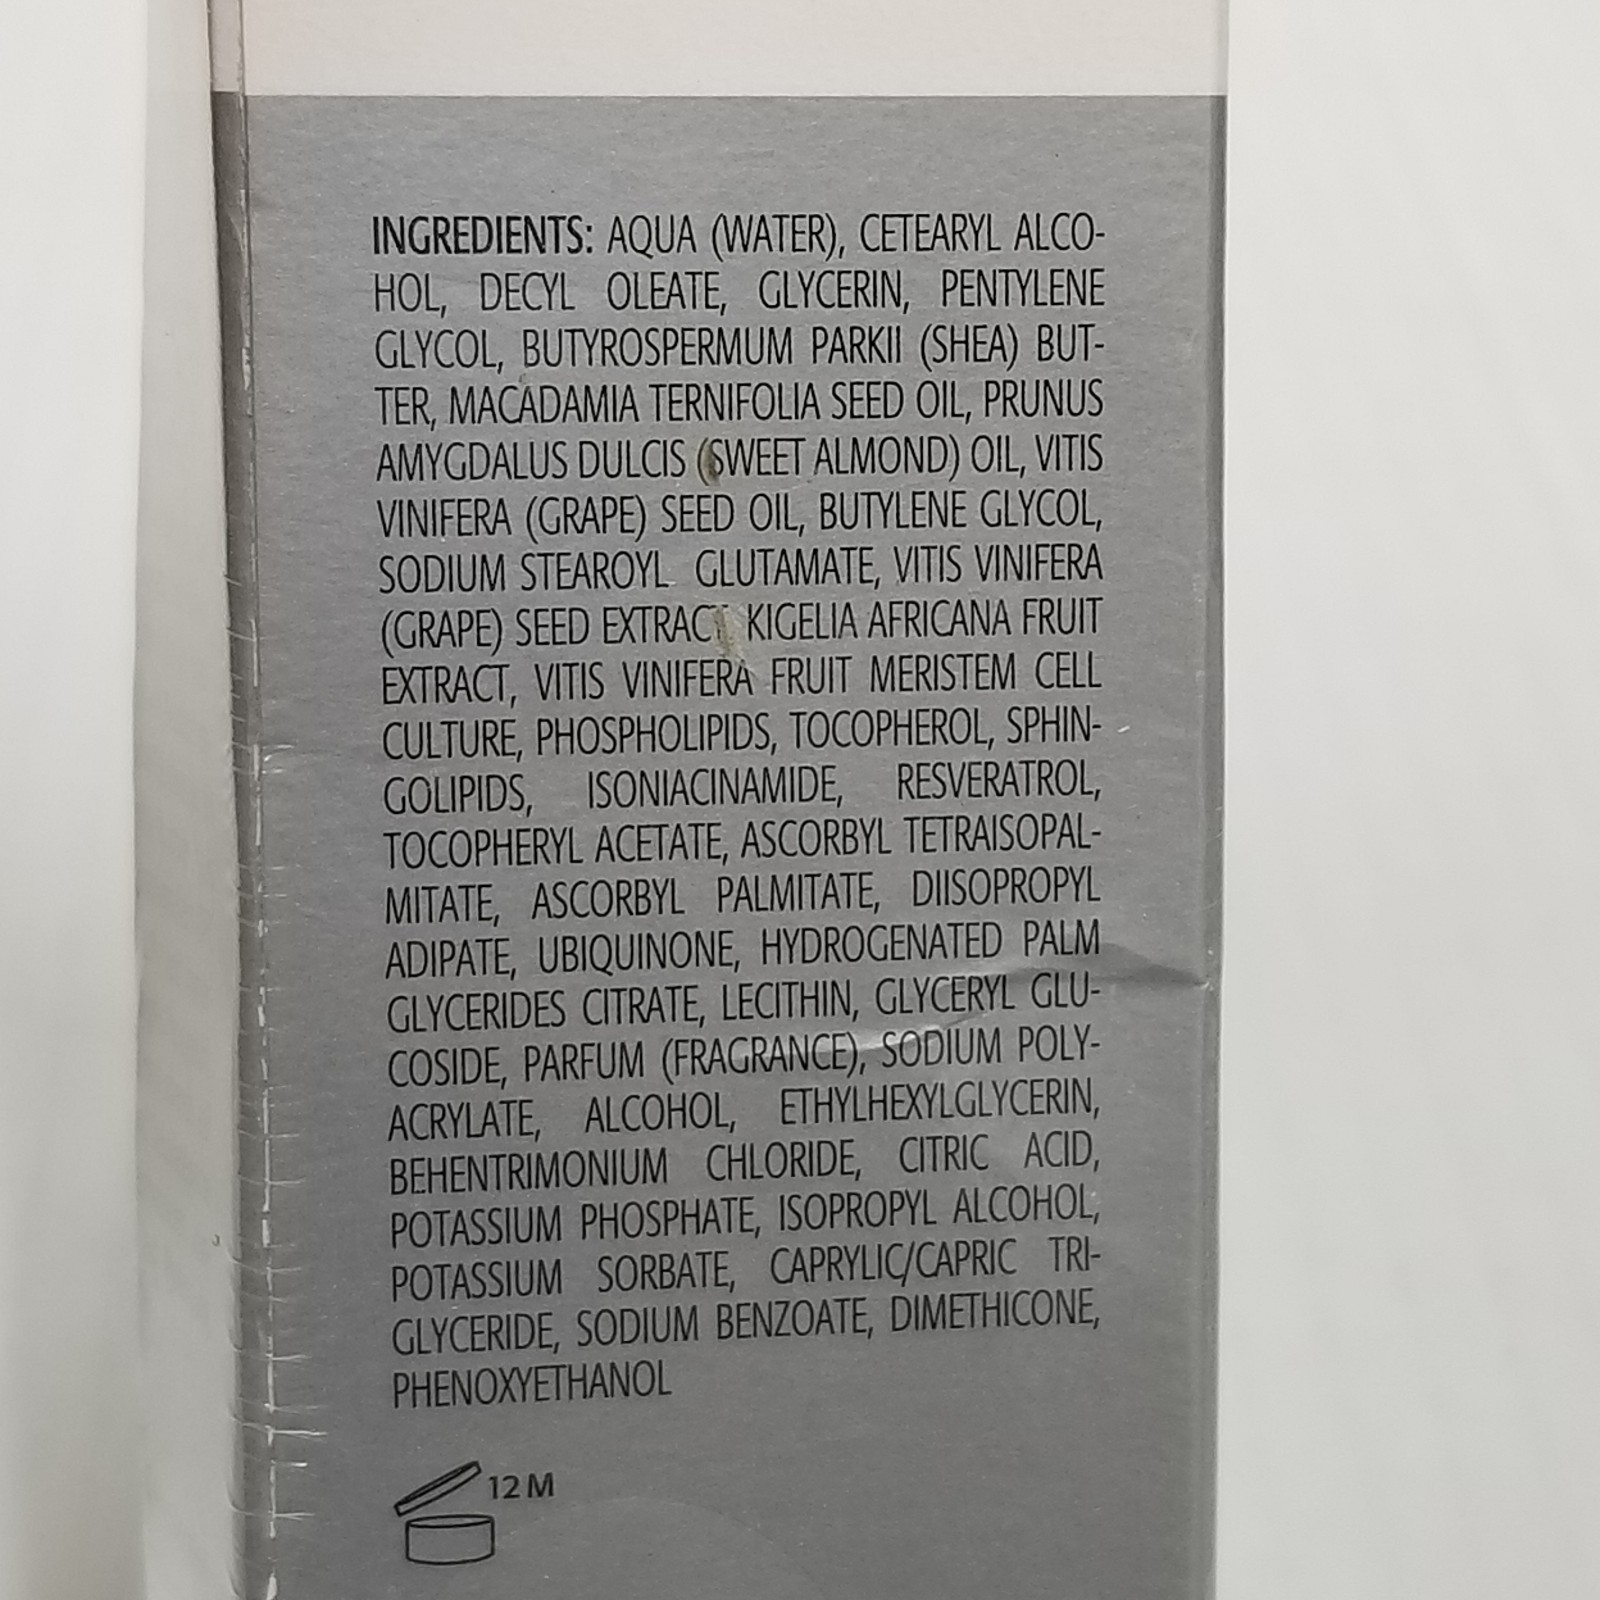 INGREDIENTS: AQUA (WATER), CETEARYL ALCO-
HOL, DECYL OLEATE, GLYCERIN, PENTYLENE
GLYCOL, BUTYROSPERMUM PARKII (SHEA) BUT-
TER, MACADAMIA TERNIFOLIA SEED OIL, PRUNUS
AMYGDALUS DULCIS (SWEET ALMOND) OIL, VITIS
VINIFERA (GRAPE) SEED OIL, BUTYLENE GLYCOL,
SODIUM STEAROYL GLUTAMATE, VITIS VINIFERA
(GRAPE) SEED EXTRACT, KIGELIA AFRICANA FRUIT
EXTRACT, VITIS VINIFERA FRUIT MERISTEM CELL
CULTURE, PHOSPHOLIPIDS, TOCOPHEROL, SPHIN-
GOLIPIDS, ISONIACINAMIDE, RESVERATROL,
TOCOPHERYL ACETATE, ASCORBYL TETRAISOPAL-
MITATE, ASCORBYL PALMITATE, DIISOPROPYL
ADIPATE, UBIQUINONE, HYDROGENATED PALM
GLYCERIDES CITRATE, LECITHIN, GLYCERYL GLU-
COSIDE, PARFUM (FRAGRANCE), SODIUM POLY-
ACRYLATE, ALCOHOL, ETHYLHEXYLGLYCERIN,
BEHENTRIMONIUM CHLORIDE, CITRIC ACID,
POTASSIUM PHOSPHATE, ISOPROPYL ALCOHOL,
POTASSIUM SORBATE, CAPRYLIC/CAPRIC TRI-
GLYCERIDE, SODIUM BENZOATE, DIMETHICONE,
PHENOXYETHANOL
12 M